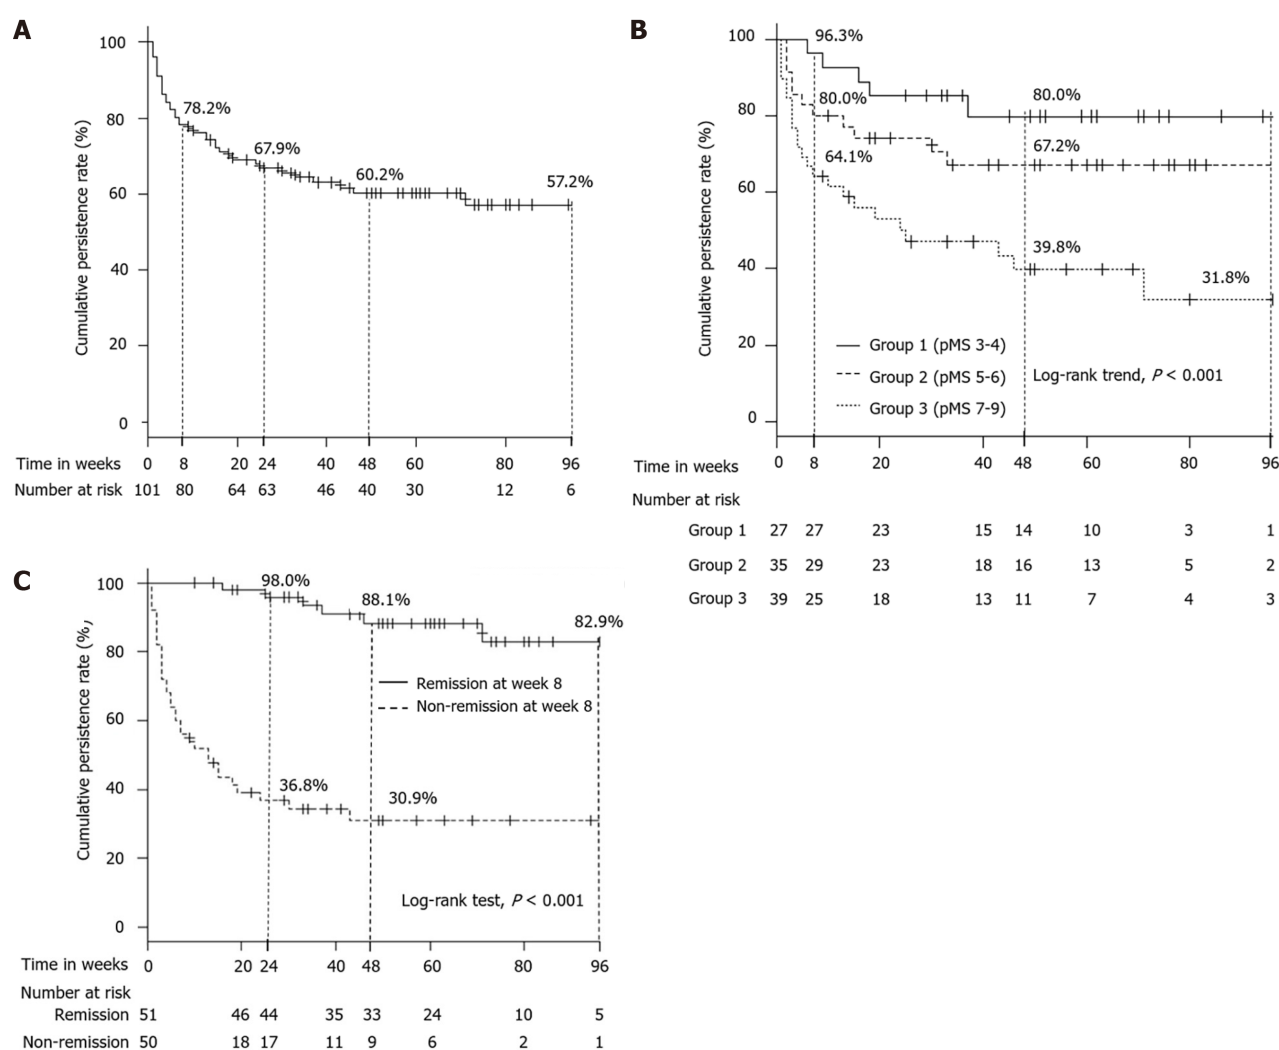 A
100
80
60
40
20
0
Cumulative persistence rate (%)
78.2%
67.9%
60.2%
57.2%
Time in weeks 0 8 20 24 40 48 60 80 96
Number at risk 101 80 64 63 46 40 30 12 6
B
100
80
60
40
20
0
Cumulative persistence rate (%)
96.3%
80.0%
80.0%
67.2%
64.1%
39.8%
31.8%
Group 1 (pMS 3-4)
Group 2 (pMS 5-6)
Group 3 (pMS 7-9)
Log-rank trend, P < 0.001
Time in weeks 0 8 20 40 48 60 80 96
Number at risk
Group 1 27 27 23 15 14 10 3 1
Group 2 35 29 23 18 16 13 5 2
Group 3 39 25 18 13 11 7 4 3
C
100
80
60
40
20
0
Cumulative persistence rate (%,
98.0%
88.1%
82.9%
Remission at week 8
Non-remission at week 8
36.8%
30.9%
Log-rank test, P < 0.001
Time in weeks 0 20 24 40 48 60 80 96
Number at risk
Remission 51 46 44 35 33 24 10 5
Non-remission 50 18 17 11 9 6 2 1